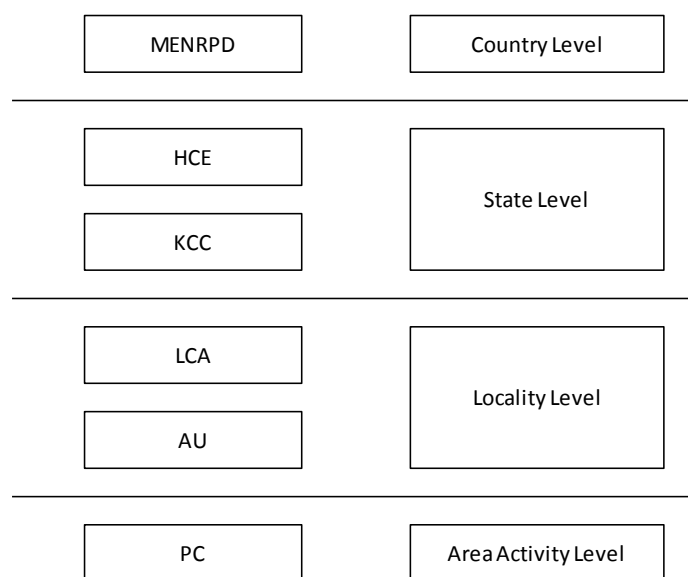 MENRPD
Country Level
HCE
State Level
KCC
LCA
Locality Level
AU
PC
Area Activity Level